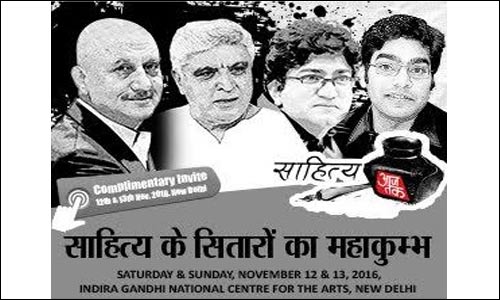 साहित्य
आज तक
Complimentary Invite
12th & 13th Nov, 2016, New Delhi
साहित्य के सितारों का महाकुम्भ
SATURDAY & SUNDAY, NOVEMBER 12 & 13, 2016,
INDIRA GANDHI NATIONAL CENTRE FOR THE ARTS, NEW DELHI